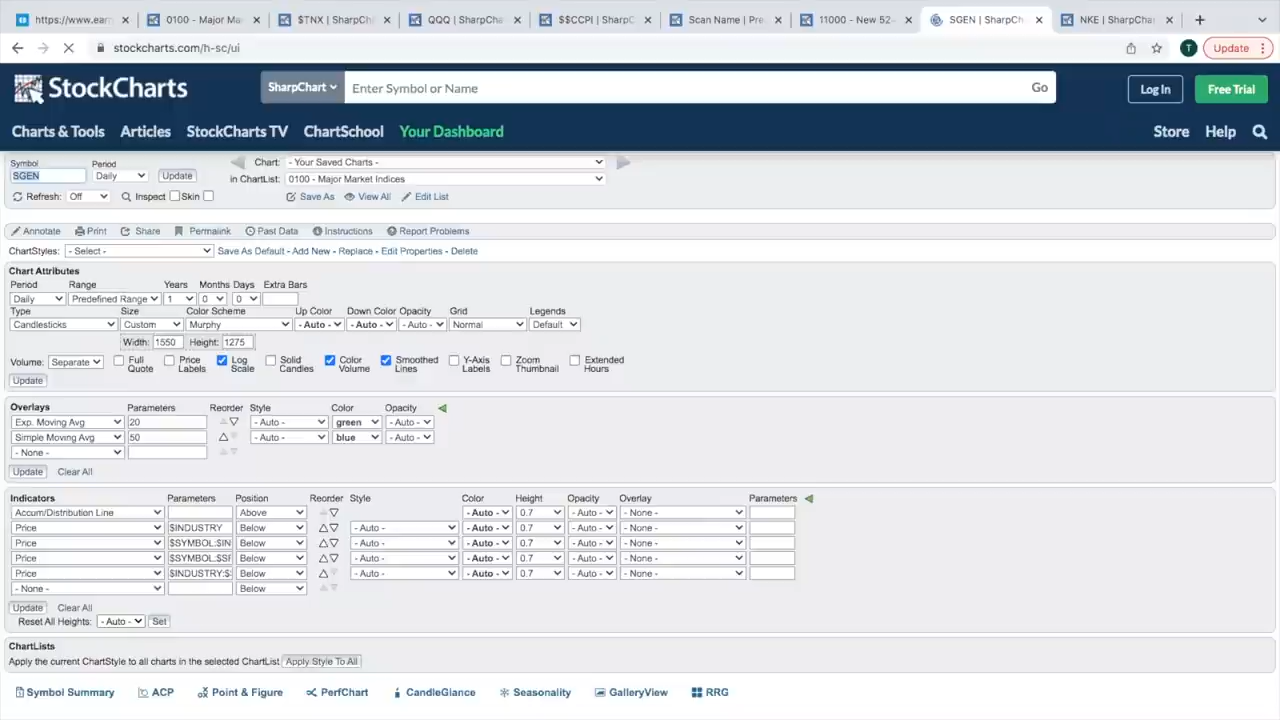 https://www.earn
0100 - Major Ma
$TNX | SharpCha
QQQ | SharpCha
$$CCPI | SharpC
Scan Name | Pre
11000 - New 52-
SGEN | SharpCh
NKE | SharpChar
stockcharts.com/h-sc/ui
T
Update
StockCharts
SharpChart
Enter Symbol or Name
Go
Log In
Free Trial
Charts & Tools Articles StockCharts TV ChartSchool Your Dashboard
Store Help
Symbol Period
SGEN Daily Update
Chart: - Your Saved Charts -
in ChartList: 0100 - Major Market Indices
Refresh: Off Inspect Skin
Save As View All Edit List
Annotate Print Share Permalink Past Data Instructions Report Problems
ChartStyles: - Select - Save As Default - Add New - Replace - Edit Properties - Delete
Chart Attributes
Period Range Years Months Days Extra Bars
Daily Predefined Range 1 0 0
Type Size Color Scheme Up Color Down Color Opacity Grid Legends
Candlesticks Custom Murphy - Auto - - Auto - - Auto - Normal Default
Width: 1550 Height: 1275
Volume: Separate Full Quote Price Labels Log Scale Solid Candles Color Volume Smoothed Lines Y-Axis Labels Zoom Thumbnail Extended Hours
Update
Overlays Parameters Reorder Style Color Opacity
Exp. Moving Avg 20 - Auto - green - Auto -
Simple Moving Avg 50 - Auto - blue - Auto -
- None -
Update Clear All
Indicators Parameters Position Reorder Style Color Height Opacity Overlay Parameters
Accum/Distribution Line Above - Auto - 0.7 - Auto - - None -
Price $INDUSTRY Below - Auto - - Auto - 0.7 - Auto - - None -
Price $SYMBOL:$IN Below - Auto - - Auto - 0.7 - Auto - - None -
Price $SYMBOL:$SP Below - Auto - - Auto - 0.7 - Auto - - None -
Price $INDUSTRY:$ Below - Auto - - Auto - 0.7 - Auto - - None -
- None - Below
Update Clear All
Reset All Heights: - Auto - Set
ChartLists
Apply the current ChartStyle to all charts in the selected ChartList Apply Style To All
Symbol Summary ACP Point & Figure PerfChart CandleGlance Seasonality GalleryView RRG